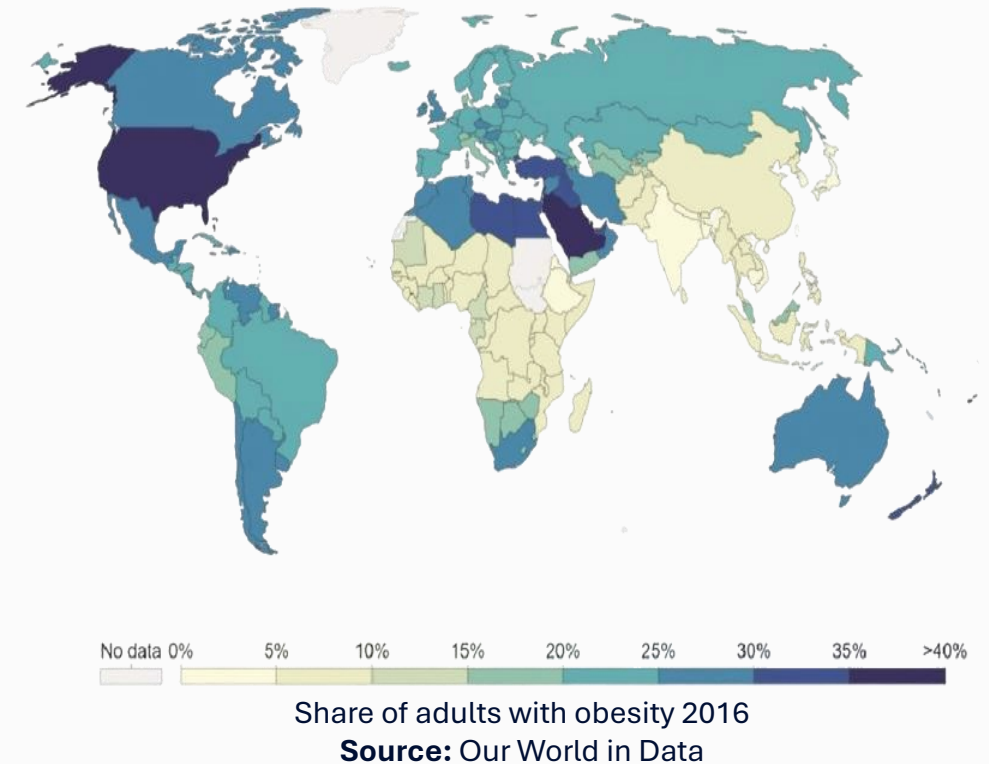 No data 0% 5% 10% 15% 20% 25% 30% 35% >40%
Share of adults with obesity 2016
Source: Our World in Data